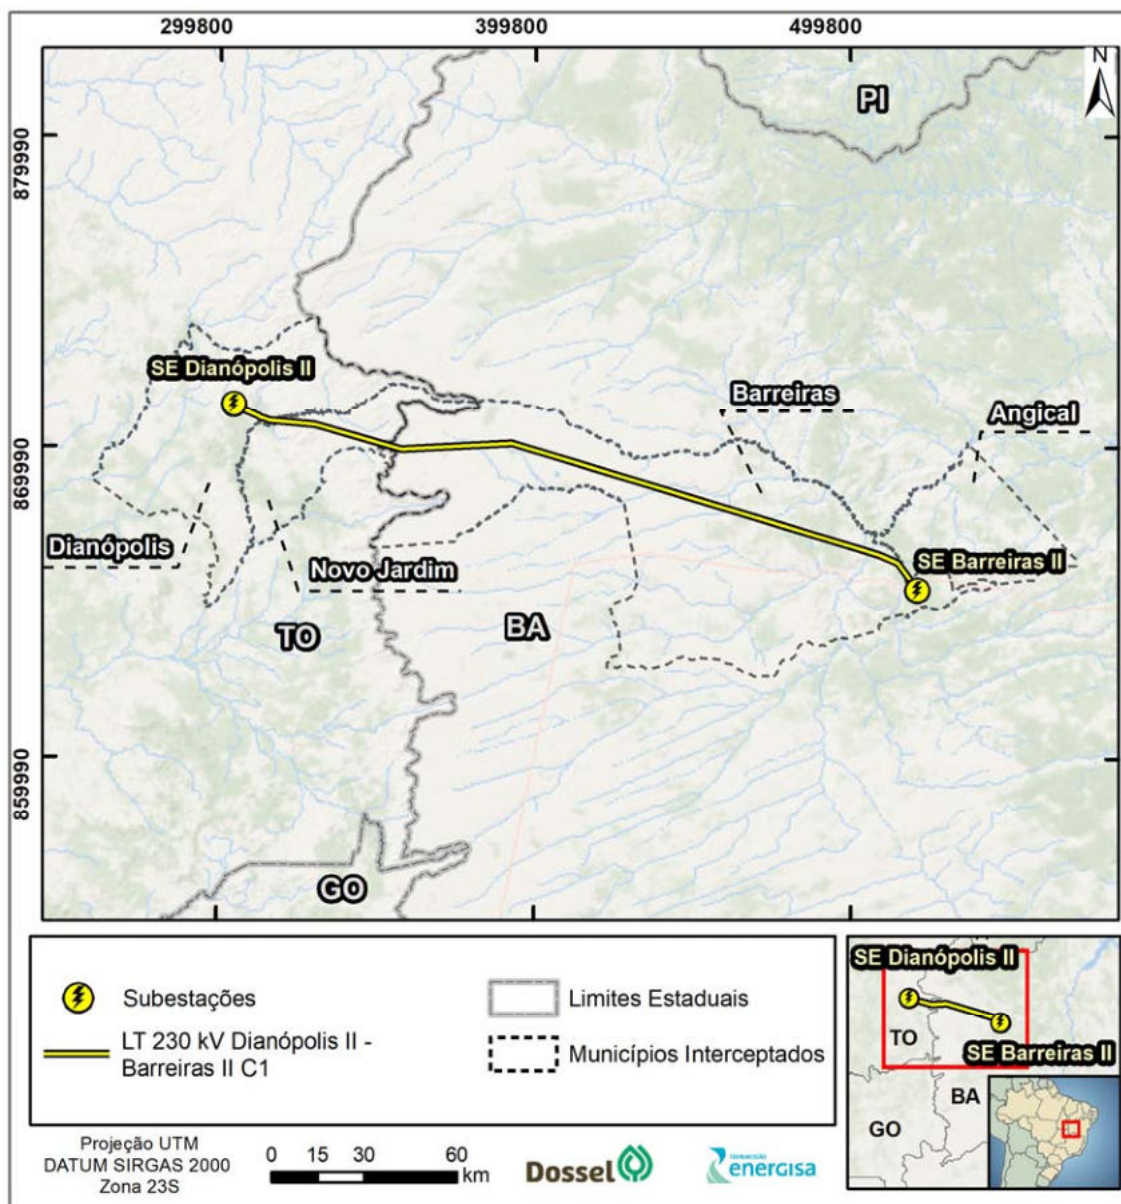 299800 399800 499800
N
PI
879990
SE Dianópolis II
Barreiras
Angical
869990
Dianópolis
Novo Jardim
SE Barreiras II
TO
BA
859990
GO
Subestações
LT 230 kV Dianópolis II -
Barreiras II C1
Limites Estaduais
Municípios Interceptados
SE Dianópolis II
TO
SE Barreiras II
BA
GO
Projeção UTM
DATUM SIRGAS 2000
Zona 23S
0 15 30 60
km
Dossel
energisa